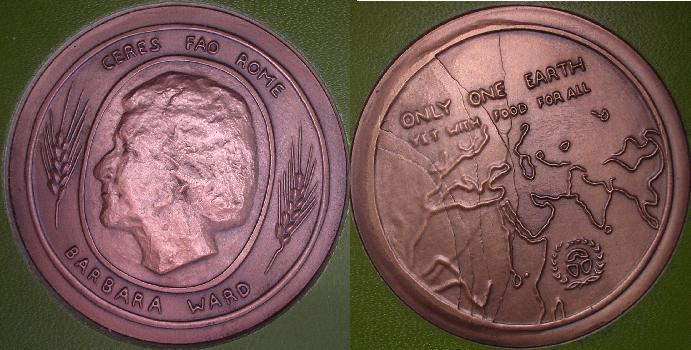 CERES FAO ROME
BARBARA WARD
ONLY ONE EARTH
YET WITH FOOD FOR ALL